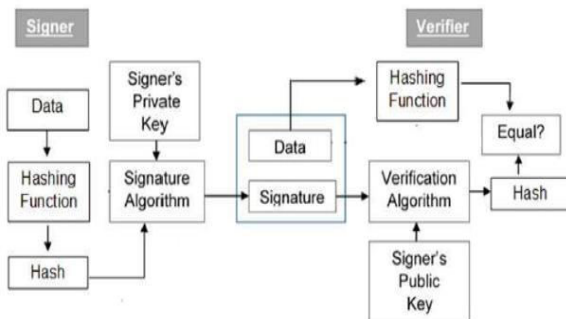 Signer
Verifier
Signer's
Private
Key
Hashing
Function
Data
Equal?
Data
Hashing
Function
Signature
Algorithm
Signature
Verification
Algorithm
Hash
Hash
Signer's
Public
Key